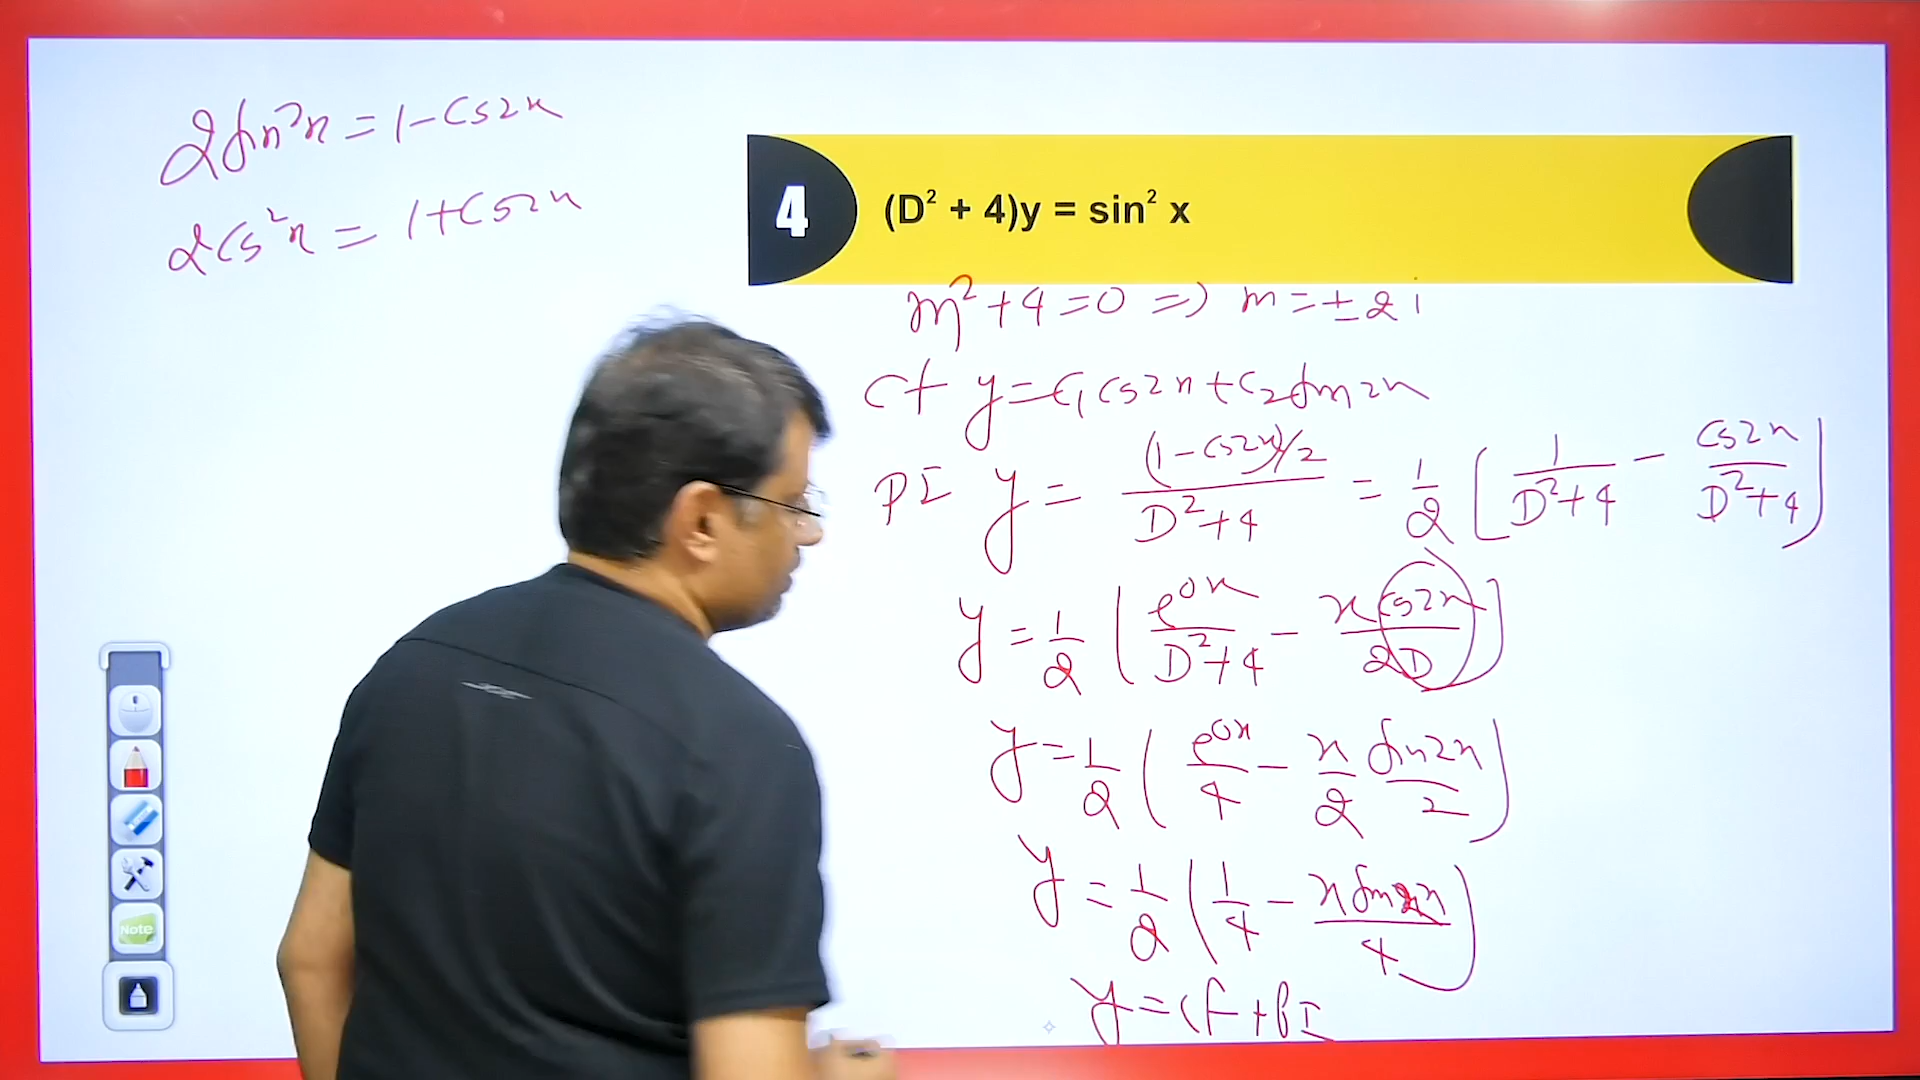 2sin²x = 1 - cos2x
2cos²x = 1 + cos2x
4 (D² + 4)y = sin² x
m² + 4 = 0 => m = ± 2i
CF y = C₁cos2x + C₂sin2x
PI y = (1 - cos2x)/2 / D² + 4 = 1/2 [ 1/D² + 4 - cos2x/D² + 4 ]
y = 1/2 [ e^0x/D² + 4 - x cos2x/2D ]
y = 1/2 ( e^0x/4 - x/2 sin2x/2 )
y = 1/2 ( 1/4 - x sin2x/4 )
y = CF + PI
Note